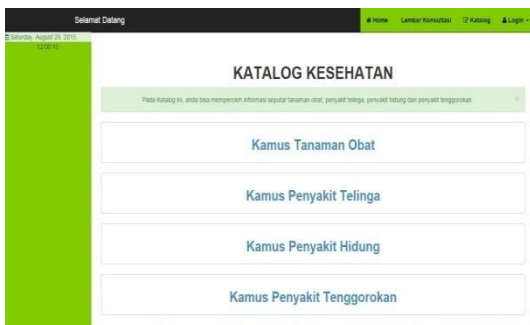 Selamat Datang
Home Lembar Konsultasi Katalog Login
Saturday, August 29, 2015
12:00:15
KATALOG KESEHATAN
Pada Katalog ini, anda bisa memperoleh informasi seputar tanaman obat, penyakit telinga, penyakit hidung dan penyakit tenggorokan
Kamus Tanaman Obat
Kamus Penyakit Telinga
Kamus Penyakit Hidung
Kamus Penyakit Tenggorokan